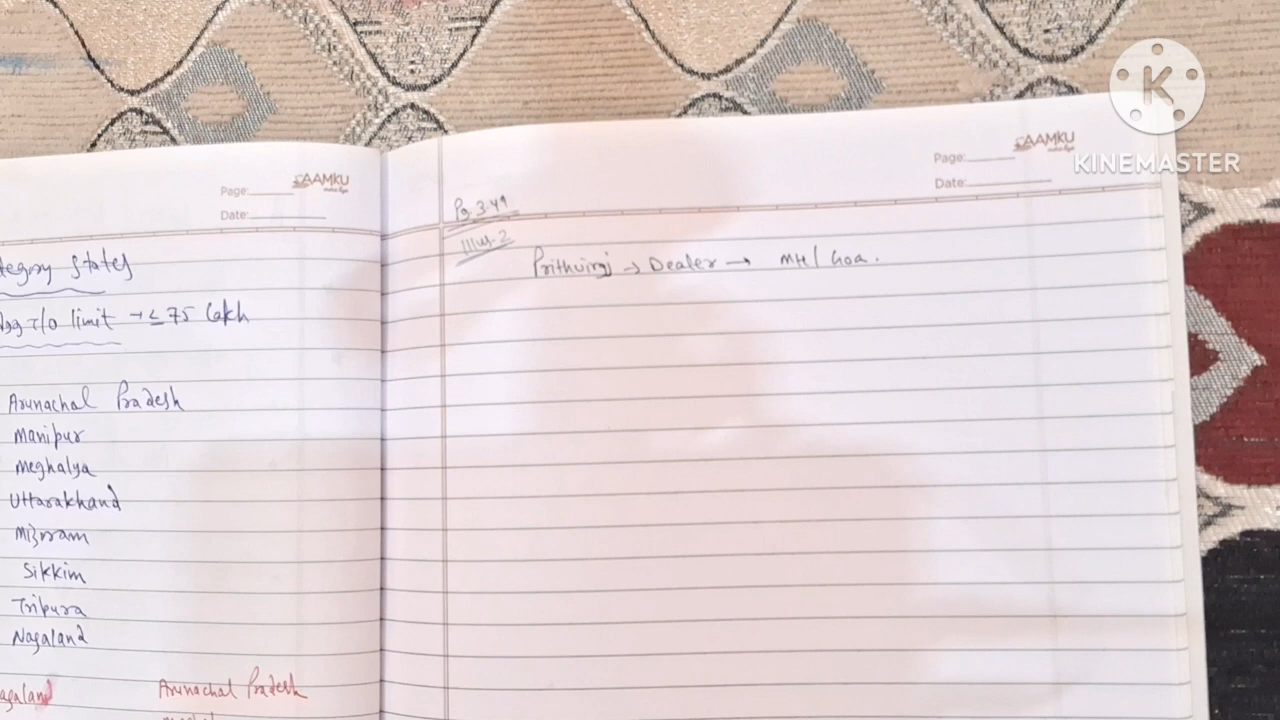 KINEMASTER
SAAMKU
Page:
Date:
tegory States
Agg T/O limit → ≤ 75 lakh
Arunachal Pradesh
Manipur
Meghalya
Uttarakhand
Mizoram
Sikkim
Tripura
Nagaland
agaland Arunachal Pradesh
SAAMKU
Page:
Date:
Pg. 3.49
Illus. 2
Prithviraj → Dealer → MH/Goa.